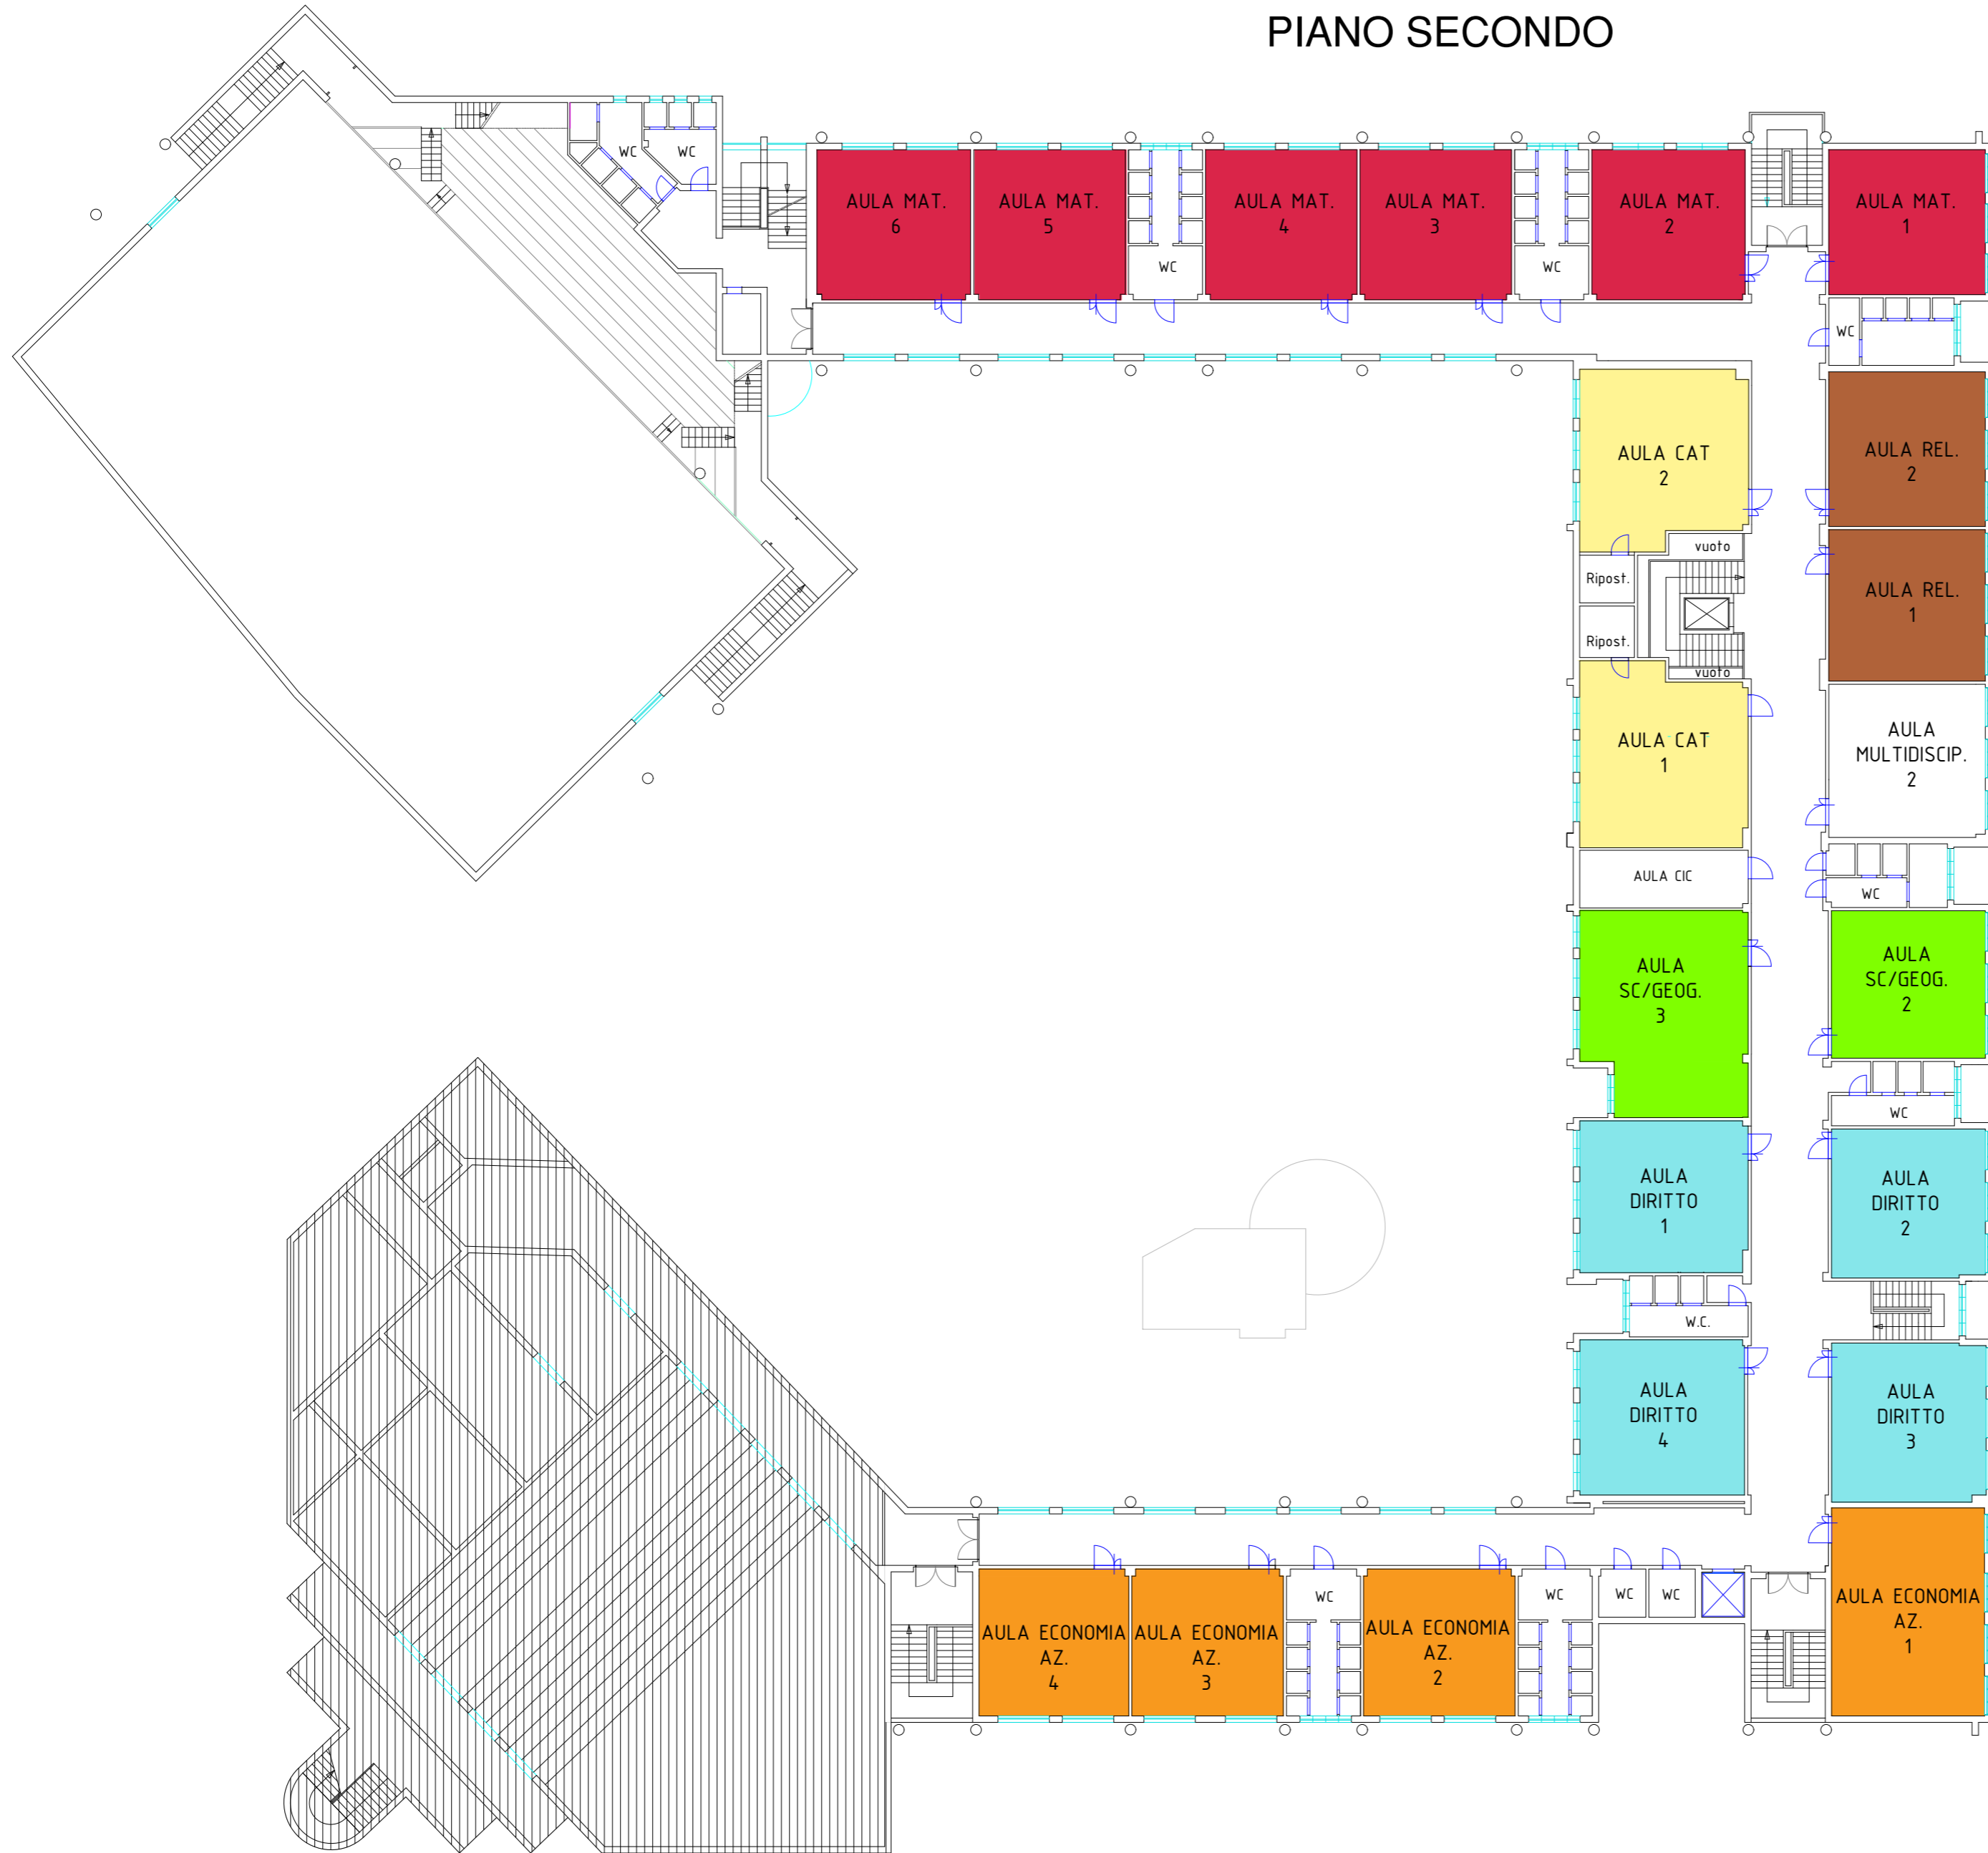 PIANO SECONDO
WC
WC
AULA MAT.
6
AULA MAT.
5
WC
AULA MAT.
4
AULA MAT.
3
WC
AULA MAT.
2
AULA MAT.
1
WC
AULA CAT
2
AULA REL.
2
vuoto
Ripost.
Ripost.
vuoto
AULA REL.
1
AULA CAT
1
AULA
MULTIDISCIP.
2
AULA CIC
WC
AULA
SC/GEOG.
3
AULA
SC/GEOG.
2
WC
AULA
DIRITTO
1
AULA
DIRITTO
2
W.C.
AULA
DIRITTO
4
AULA
DIRITTO
3
AULA ECONOMIA
AZ.
4
AULA ECONOMIA
AZ.
3
WC
AULA ECONOMIA
AZ.
2
WC
WC
WC
AULA ECONOMIA
AZ.
1